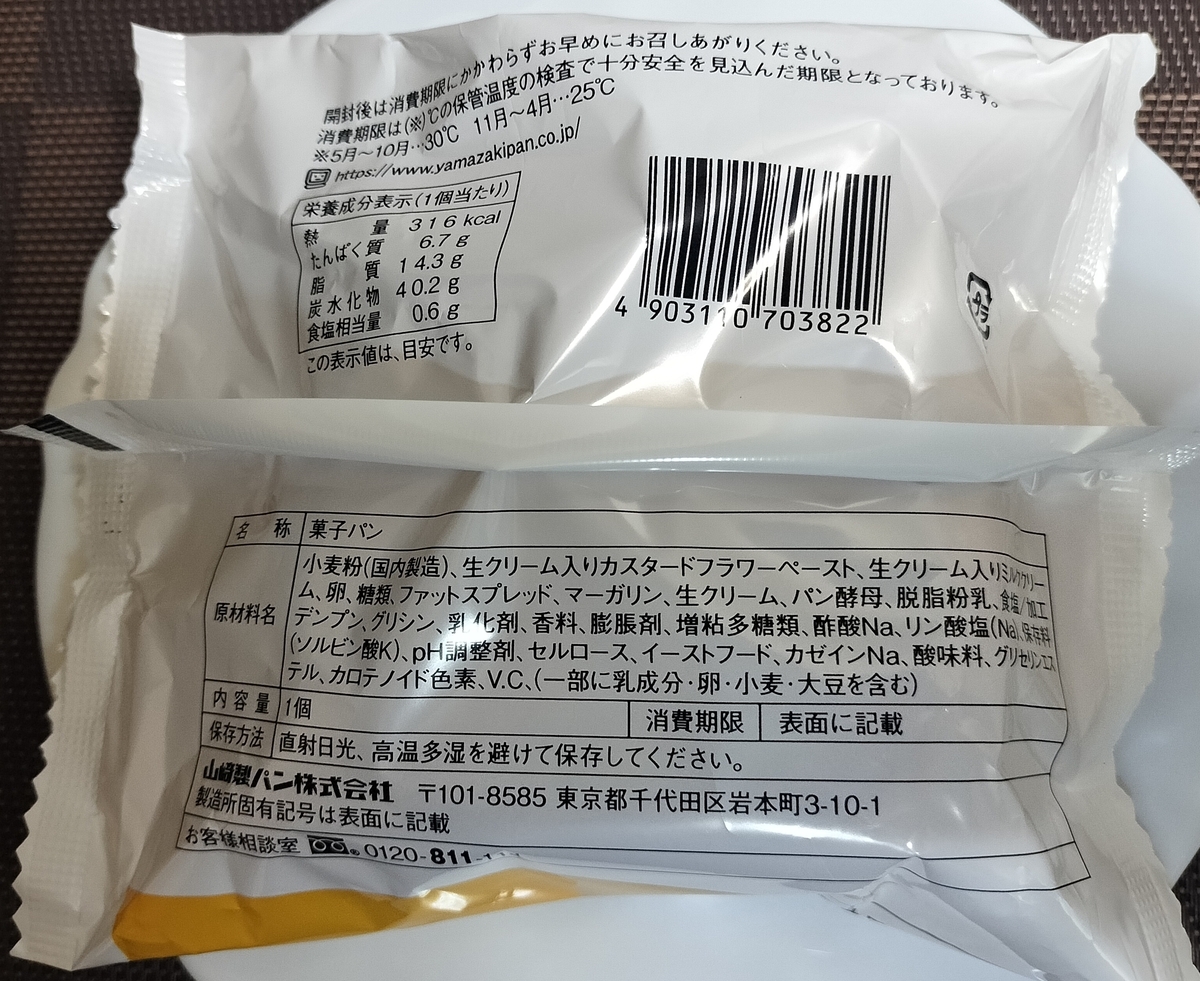 開封後は消費期限にかかわらずお早めにお召しあがりください。
消費期限は(※)℃の保管温度の検査で十分安全を見込んだ期限となっております。
※5月~10月…30℃ 11月~4月…25℃
https://www.yamazakipan.co.jp/
栄養成分表示(1個当たり)
熱量 316kcal
たんぱく質 6.7g
脂質 14.3g
炭水化物 40.2g
食塩相当量 0.6g
この表示値は、目安です。
4 903110 703822
プラ
名称 菓子パン
原材料名 小麦粉(国内製造)、生クリーム入りカスタードフラワーペースト、生クリーム入りミルククリー
ム、卵、糖類、ファットスプレッド、マーガリン、生クリーム、パン酵母、脱脂粉乳、食塩/加工
デンプン、グリシン、乳化剤、香料、膨脹剤、増粘多糖類、酢酸Na、リン酸塩(Na)、保存料
(ソルビン酸K)、pH調整剤、セルロース、イーストフード、カゼインNa、酸味料、グリセリンエス
テル、カロテノイド色素、V.C、(一部に乳成分・卵・小麦・大豆を含む)
内容量 1個 消費期限 表面に記載
保存方法 直射日光、高温多湿を避けて保存してください。
山崎製パン株式会社 〒101-8585 東京都千代田区岩本町3-10-1
製造所固有記号は表面に記載
お客様相談室 0120-811-